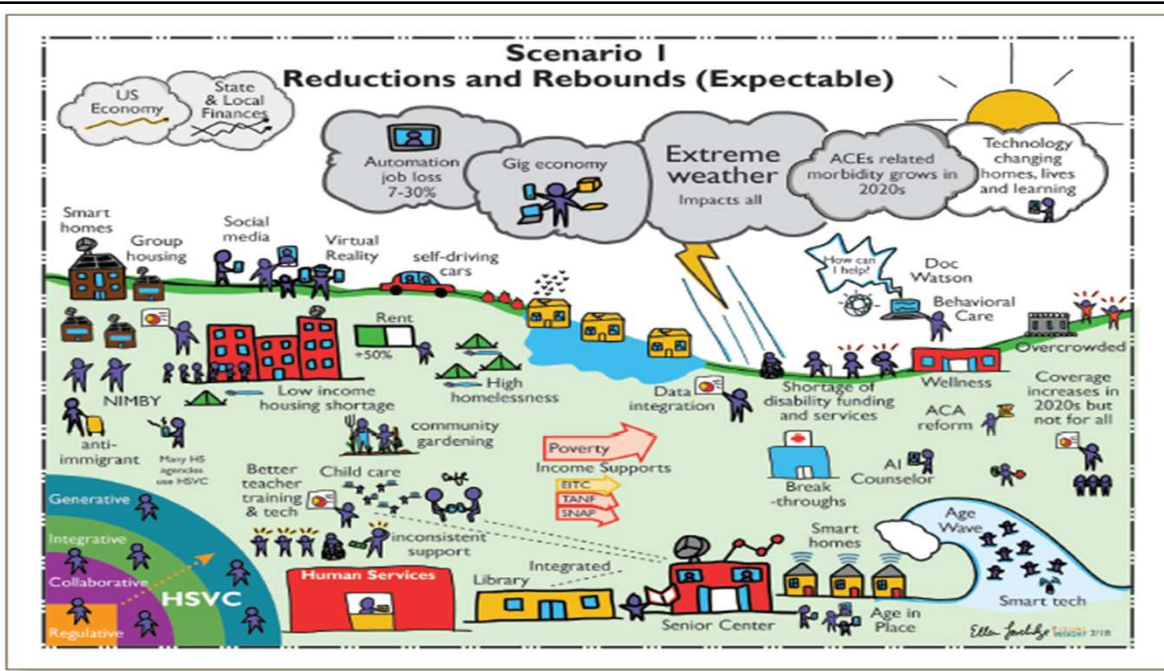 Scenario 1
Reductions and Rebounds (Expectable)
US
Economy
State
& Local
Finances
Automation
job loss
7-30%
Gig economy
Extreme
weather
Impacts all
ACEs related
morbidity grows in
2020s
Technology
changing
homes, lives
and learning
Smart
homes
Group
housing
Social
media
Virtual
Reality
self-driving
cars
How can
I help?
Doc
Watson
Behavioral
Care
Rent
+50%
Overcrowded
NIMBY
Low income
housing shortage
High
homelessness
Data
integration
Shortage of
disability funding
and services
Wellness
Coverage
increases in
2020s but
not for all
ACA
reform
anti-
immigrant
Many HS
agencies
use HSVC
community
gardening
Poverty
Income Supports
EITC
TANF
SNAP
Break
-throughs
AI
Counselor
Better
teacher
training
& tech
Child care
Café
inconsistent
support
Generative
Integrative
Collaborative
Regulative
HSVC
Human Services
Library
Integrated
Senior Center
Smart
homes
Age in
Place
Age
Wave
Smart tech
2/18